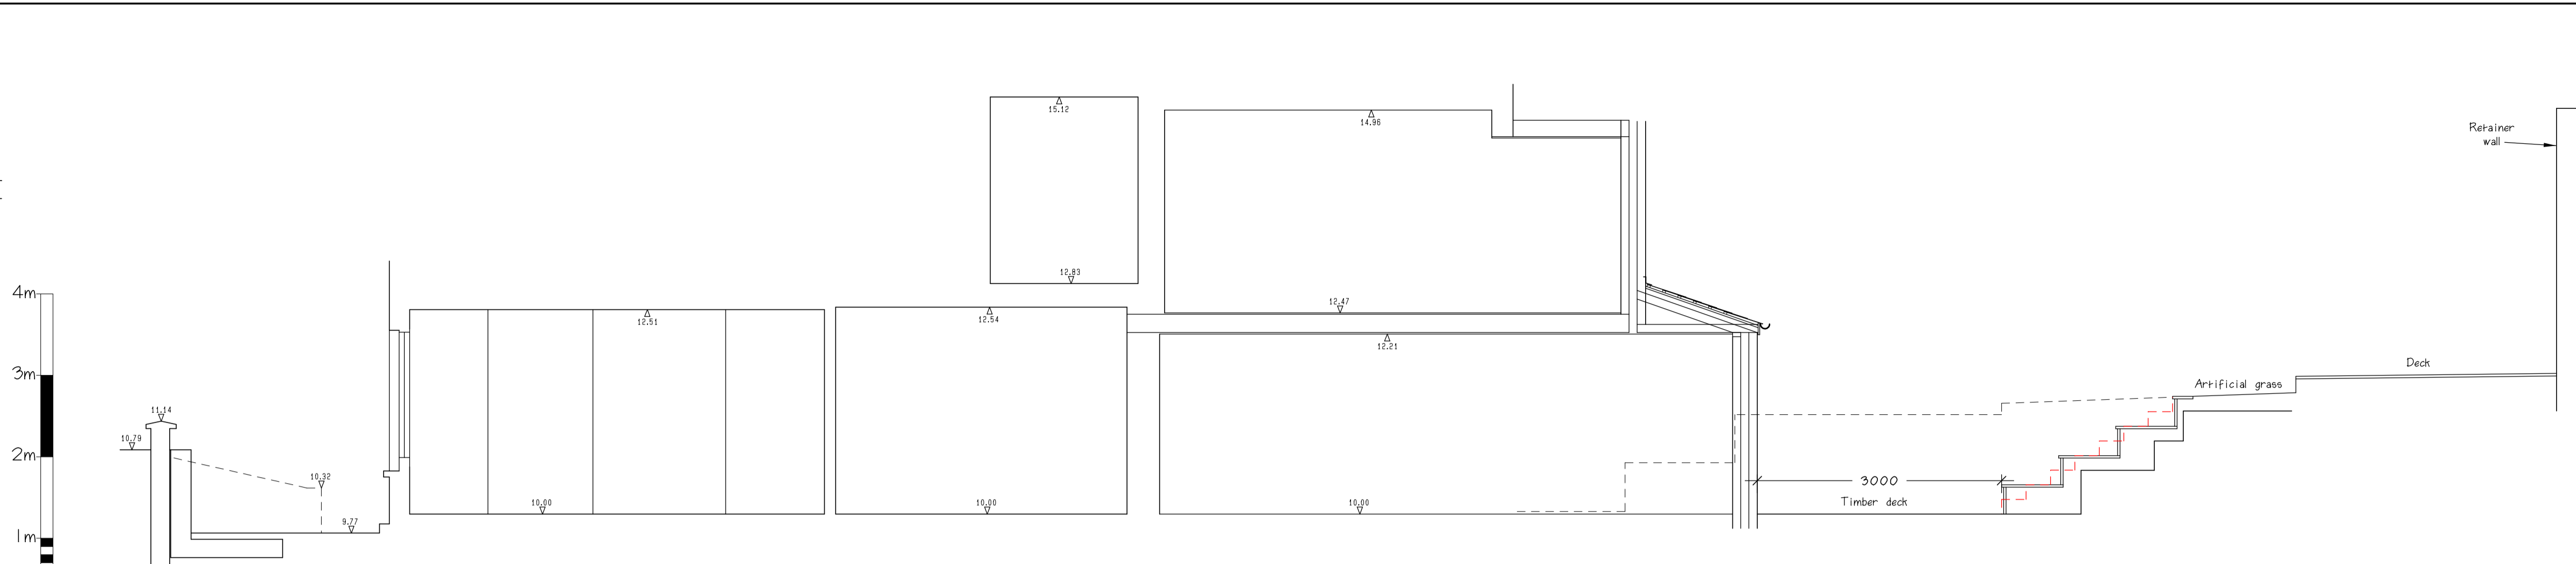 15.12
14.96
Retainer
wall
12.83
4m
12.47
12.51
12.54
12.21
Deck
3m
Artificial grass
11.14
10.79
2m
10.32
3000
10.00
10.00
10.00
Timber deck
9.77
1m